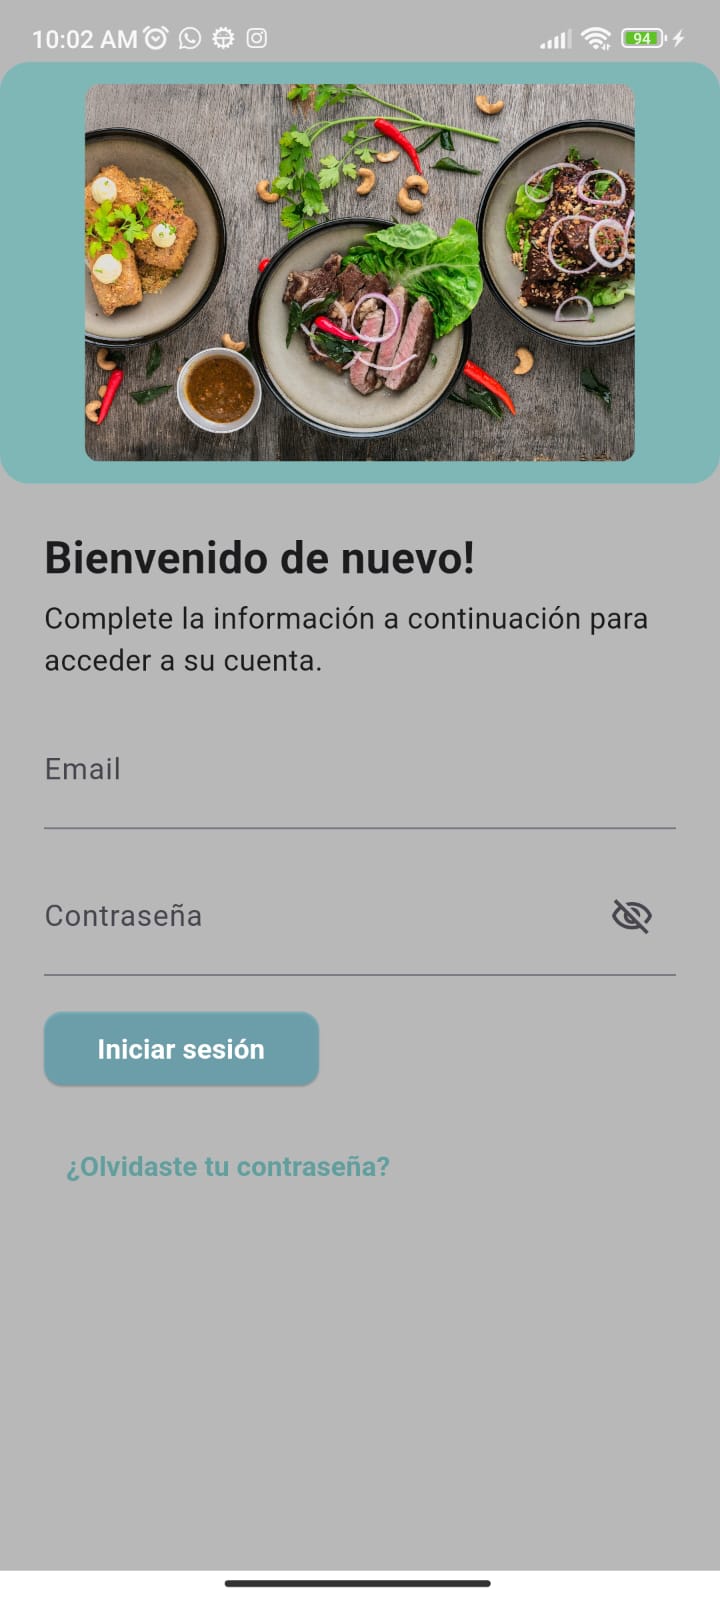 10:02 AM
94
Bienvenido de nuevo!
Complete la información a continuación para
acceder a su cuenta.
Email
Contraseña
Iniciar sesión
¿Olvidaste tu contraseña?